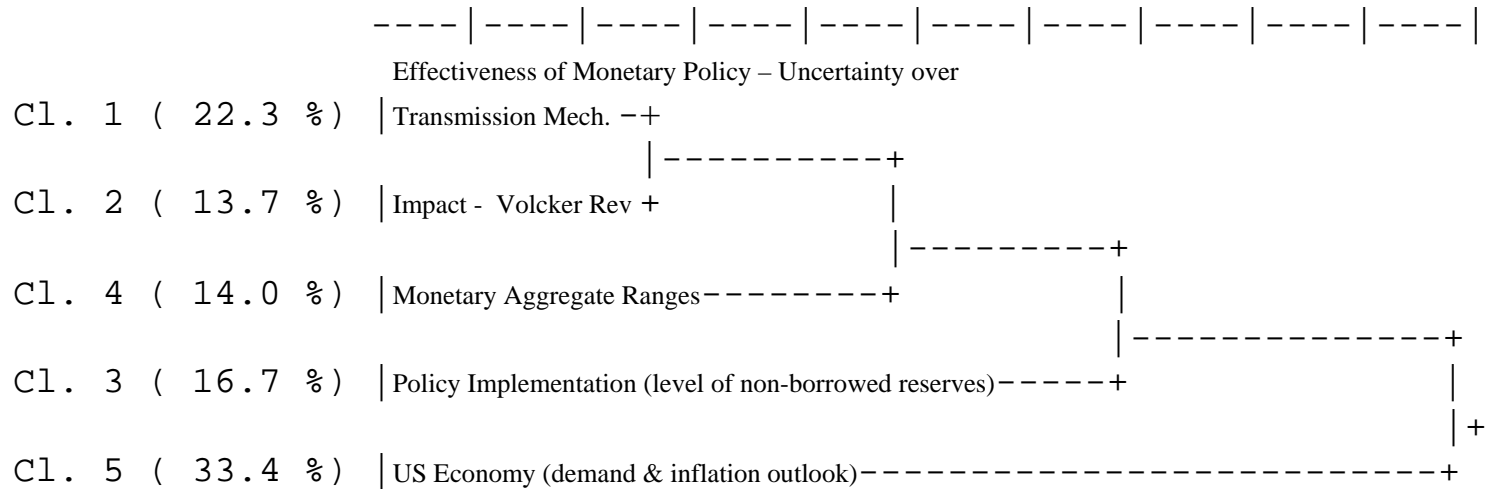 ----|----|----|----|----|----|----|----|----|----|
Effectiveness of Monetary Policy – Uncertainty over
Cl. 1 ( 22.3 %) |Transmission Mech. -+
|----------+
Cl. 2 ( 13.7 %) |Impact - Volcker Rev + |
|---------+
Cl. 4 ( 14.0 %) |Monetary Aggregate Ranges--------+ |
|--------------+
Cl. 3 ( 16.7 %) |Policy Implementation (level of non-borrowed reserves)-----+ |
|+
Cl. 5 ( 33.4 %) |US Economy (demand & inflation outlook)--------------------------+